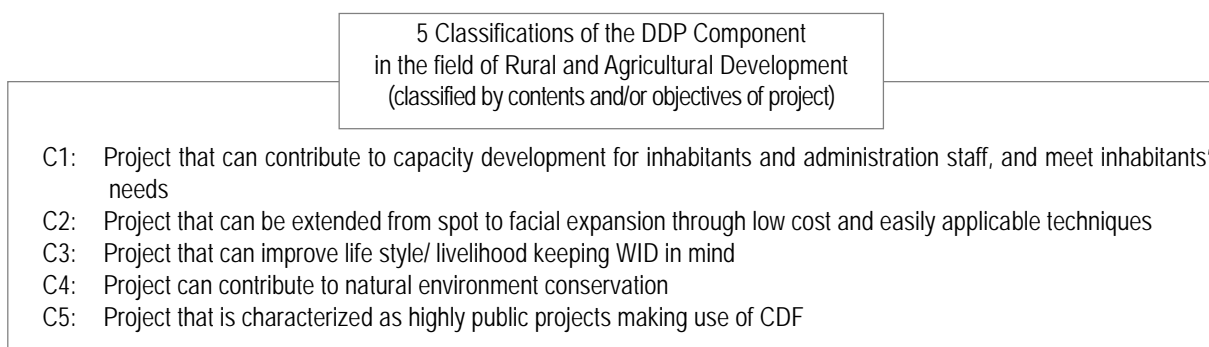 5 Classifications of the DDP Component
in the field of Rural and Agricultural Development
(classified by contents and/or objectives of project)
C1: Project that can contribute to capacity development for inhabitants and administration staff, and meet inhabitants'
needs
C2: Project that can be extended from spot to facial expansion through low cost and easily applicable techniques
C3: Project that can improve life style/ livelihood keeping WID in mind
C4: Project can contribute to natural environment conservation
C5: Project that is characterized as highly public projects making use of CDF